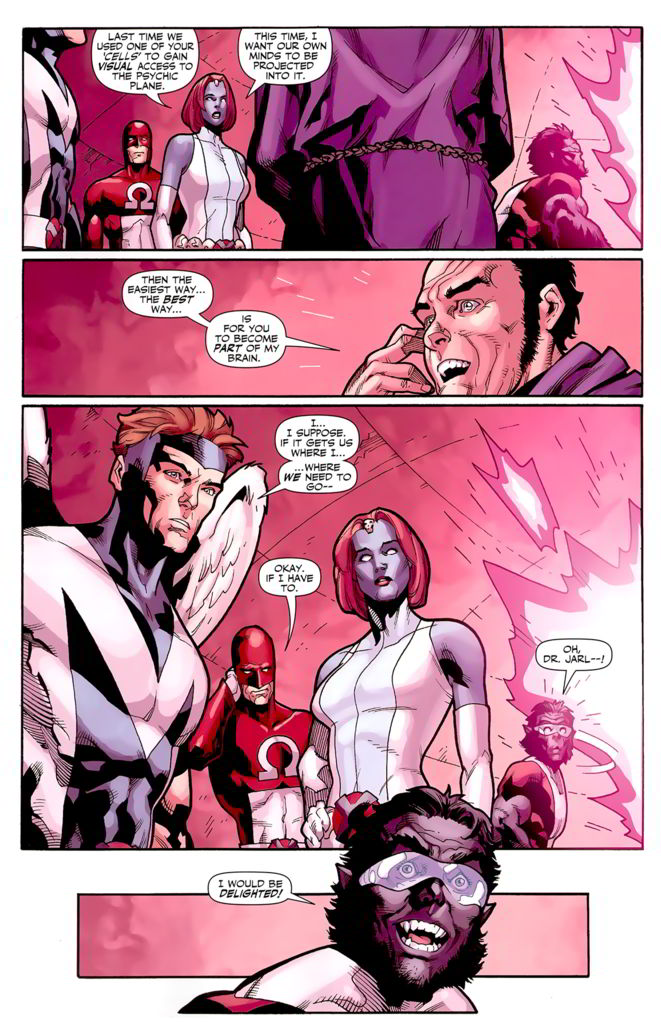 LAST TIME WE
USED ONE OF YOUR
'CELLS' TO GAIN
VISUAL ACCESS TO
THE PSYCHIC
PLANE.
THIS TIME, I
WANT OUR OWN
MINDS TO BE
PROJECTED
INTO IT.
THEN THE
EASIEST WAY...
THE BEST
WAY...
IS
FOR YOU
TO BECOME
PART OF MY
BRAIN.
I...
I SUPPOSE.
IF IT GETS US
WHERE I...
...WHERE
WE NEED TO
GO--
OKAY.
IF I HAVE
TO.
OH,
DR. JARL--!
I WOULD BE
DELIGHTED!
Ω
Ω